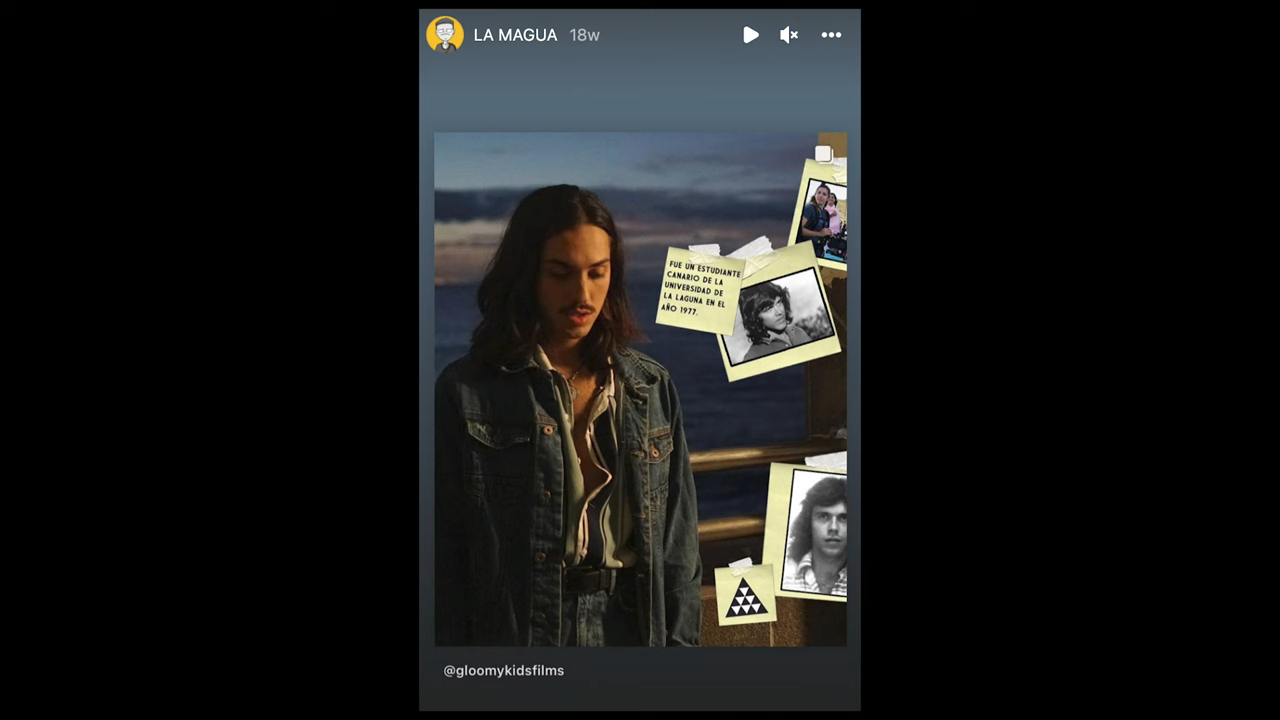 LA MAGUA 18w
FUE UN ESTUDIANTE
CANARIO DE LA
UNIVERSIDAD DE
LA LAGUNA EN EL
AÑO 1977.
@gloomykidsfilms